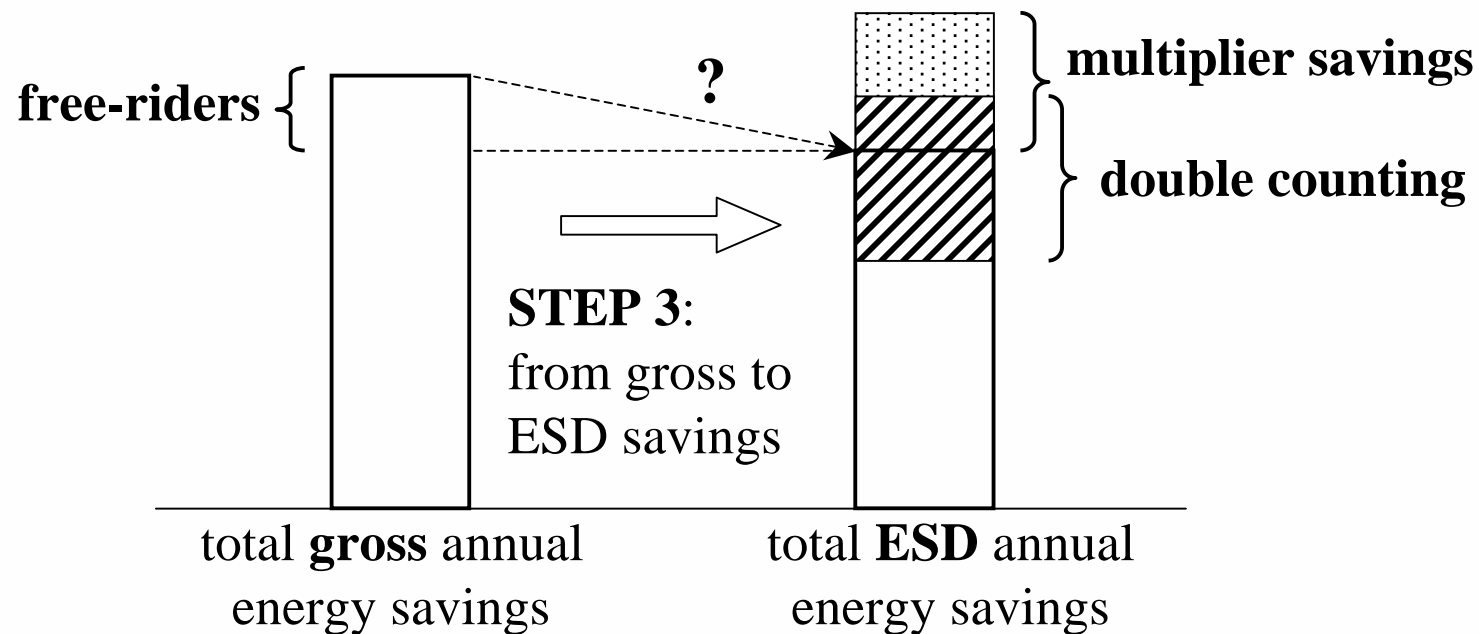 ?
multiplier savings
free-riders
double counting
STEP 3:
from gross to
ESD savings
total gross annual
energy savings
total ESD annual
energy savings